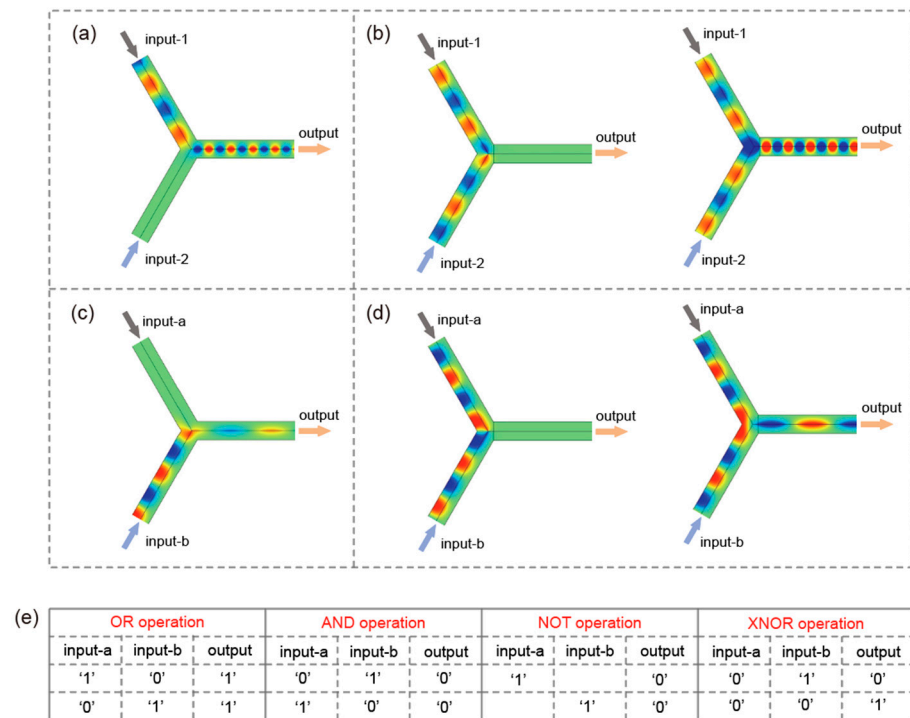 (a)
input-1
output
input-2
(b)
input-1
output
input-2
input-1
output
input-2
(c)
input-a
output
input-b
(d)
input-a
output
input-b
input-a
output
input-b
(e)
OR operation AND operation NOT operation XNOR operation
input-a input-b output input-a input-b output input-a input-b output input-a input-b output
‘1’ ‘0’ ‘1’ ‘0’ ‘1’ ‘0’ ‘1’ ‘0’ ‘0’ ‘1’ ‘0’
‘0’ ‘1’ ‘1’ ‘1’ ‘0’ ‘0’ ‘1’ ‘0’ ‘0’ ‘0’ ‘1’